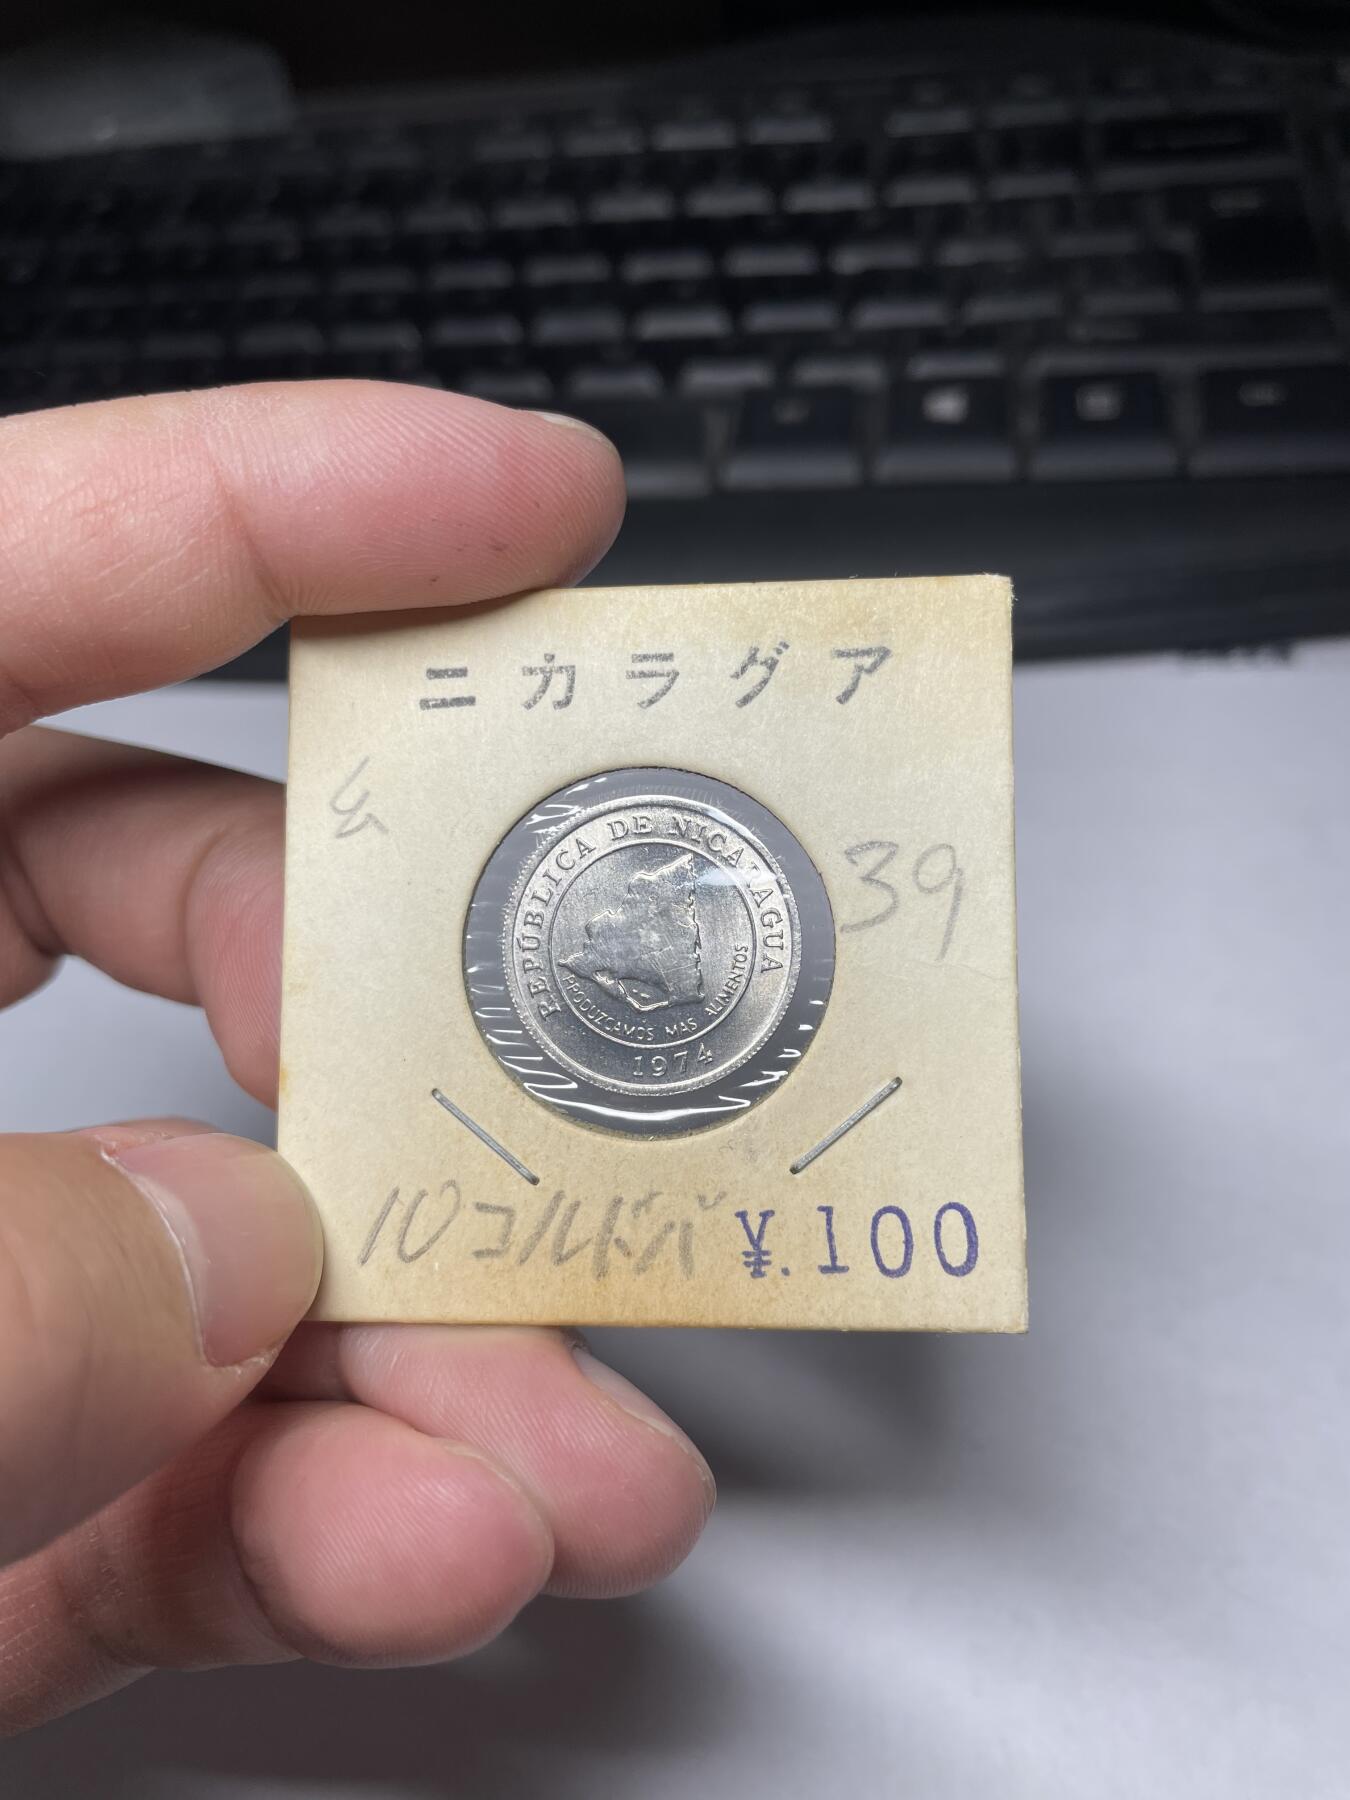 ニカラグア
39
REPÚBLICA DE NICARAGUA
PRODUZCAMOS MAS ALIMENTOS
1974
10コルドバ ¥.100